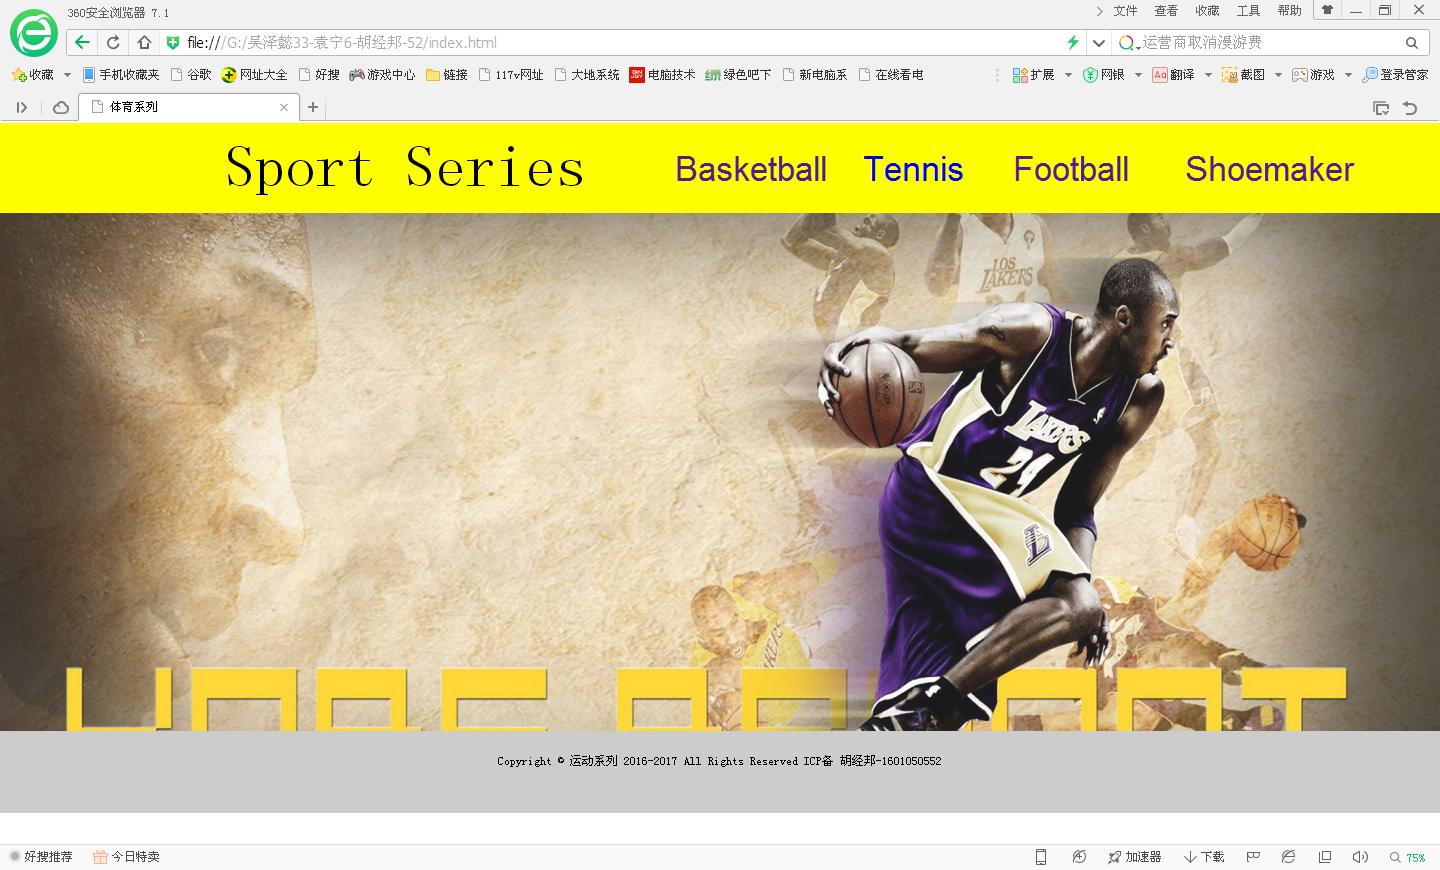 360安全浏览器 7.1
文件 查看 收藏 工具 帮助
file:///G:/吴泽懿33-袁宁6-胡经邦-52/index.html
运营商取消漫游费
收藏 手机收藏夹 谷歌 网址大全 好搜 游戏中心 链接 117v网址 大地系统 电脑技术 绿色吧下 新电脑系 在线看电 扩展 网银 Aa 翻译 截图 游戏 登录管家
体育系列
Sport Series Basketball Tennis Football Shoemaker
LOS
LAKERS
LAKERS
24
L
Copyright © 运动系列 2016-2017 All Rights Reserved ICP备 胡经邦-1601050552
好搜推荐 今日特卖 加速器 下载 75%